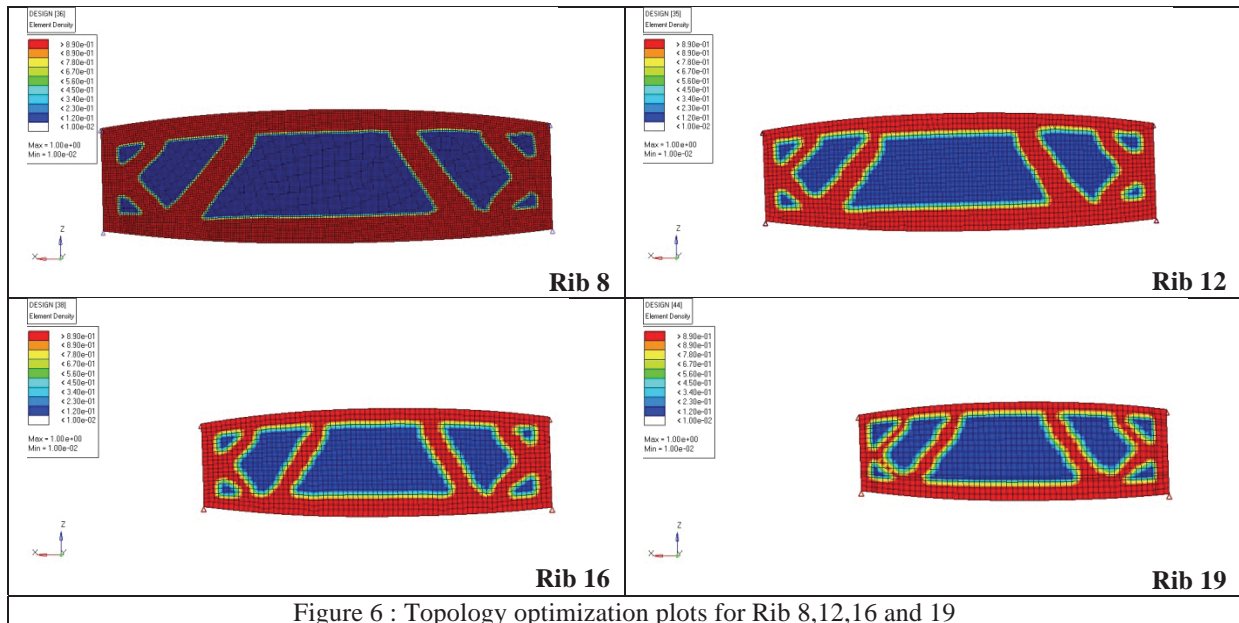 DESIGN [36]
Element Density
> 8.90e-01
< 8.90e-01
< 7.80e-01
< 6.70e-01
< 5.60e-01
< 4.50e-01
< 3.40e-01
< 2.30e-01
< 1.20e-01
< 1.00e-02
Max = 1.00e+00
Min = 1.00e-02
Z
X
Y
Rib 8
DESIGN [35]
Element Density
> 8.90e-01
< 8.90e-01
< 7.80e-01
< 6.70e-01
< 5.60e-01
< 4.50e-01
< 3.40e-01
< 2.30e-01
< 1.20e-01
< 1.00e-02
Max = 1.00e+00
Min = 1.00e-02
Z
X
Y
Rib 12
DESIGN [38]
Element Density
> 8.90e-01
< 8.90e-01
< 7.80e-01
< 6.70e-01
< 5.60e-01
< 4.50e-01
< 3.40e-01
< 2.30e-01
< 1.20e-01
< 1.00e-02
Max = 1.00e+00
Min = 1.00e-02
Z
X
Y
Rib 16
DESIGN [44]
Element Density
> 8.90e-01
< 8.90e-01
< 7.80e-01
< 6.70e-01
< 5.60e-01
< 4.50e-01
< 3.40e-01
< 2.30e-01
< 1.20e-01
< 1.00e-02
Max = 1.00e+00
Min = 1.00e-02
Z
X
Y
Rib 19
Figure 6 : Topology optimization plots for Rib 8,12,16 and 19